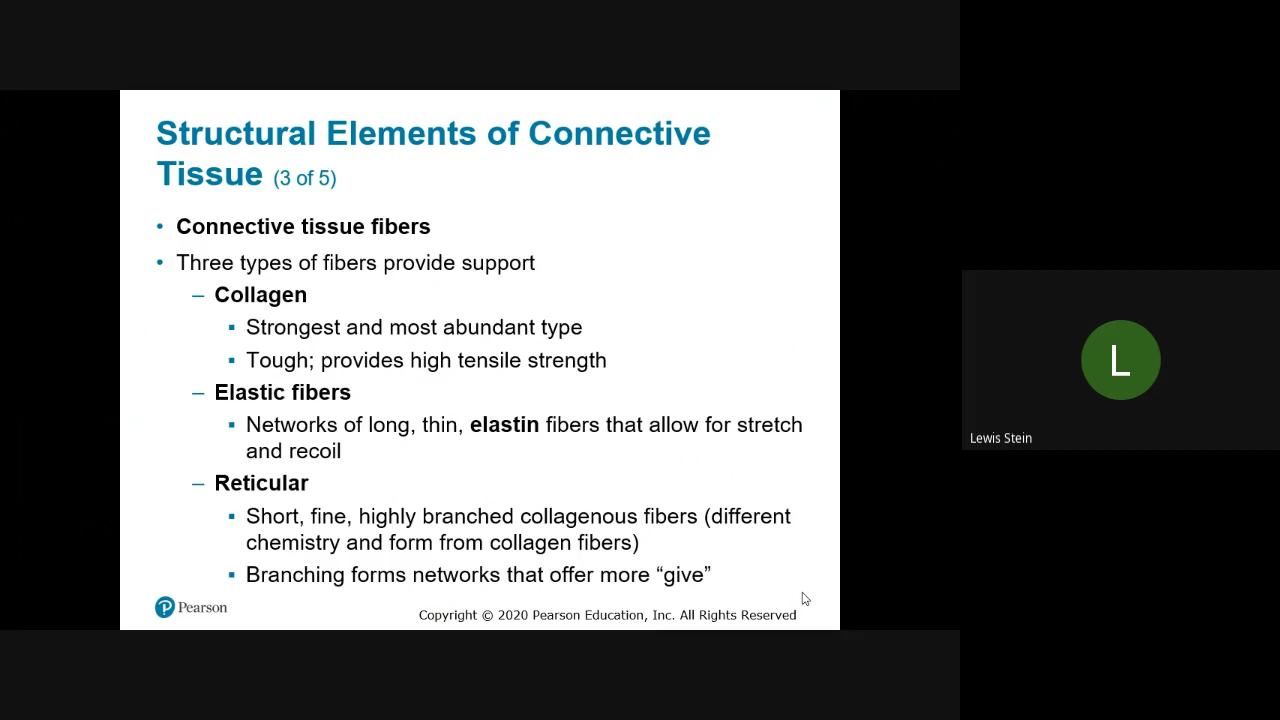 Structural Elements of Connective
Tissue (3 of 5)
• Connective tissue fibers
• Three types of fibers provide support
– Collagen
▪ Strongest and most abundant type
▪ Tough; provides high tensile strength
– Elastic fibers
▪ Networks of long, thin, elastin fibers that allow for stretch
and recoil
– Reticular
▪ Short, fine, highly branched collagenous fibers (different
chemistry and form from collagen fibers)
▪ Branching forms networks that offer more “give”
P Pearson
Copyright © 2020 Pearson Education, Inc. All Rights Reserved
L
Lewis Stein